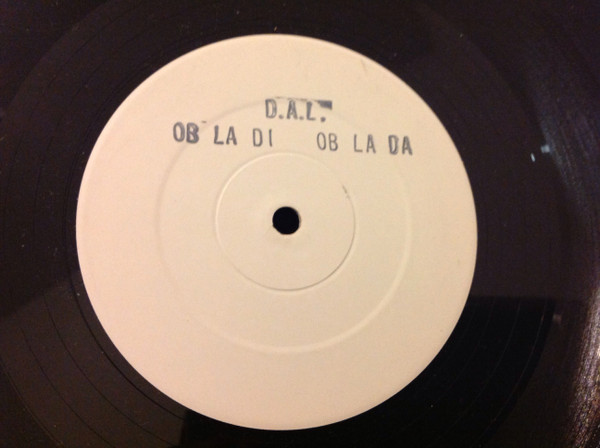 D.A.L.
OB LA DI OB LA DA